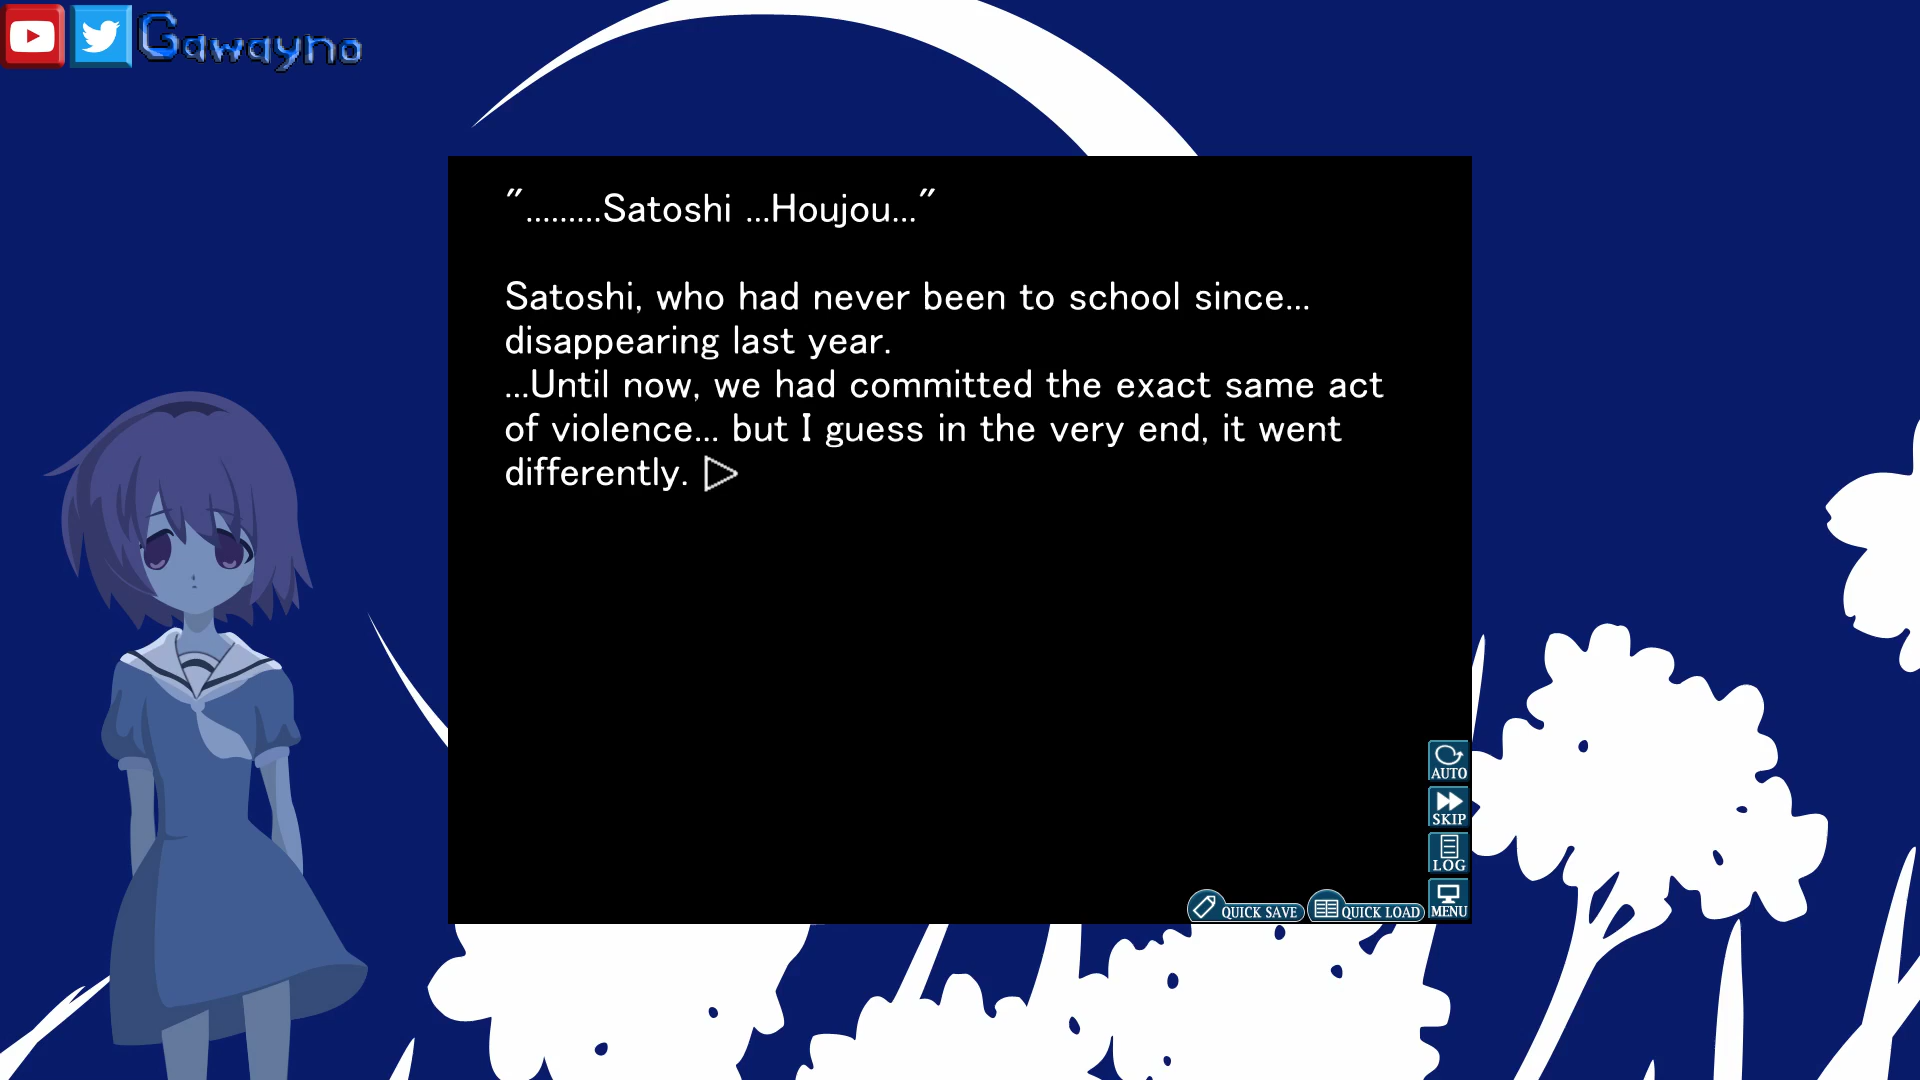 Gawayno
".........Satoshi ...Houjou..."
Satoshi, who had never been to school since...
disappearing last year.
...Until now, we had committed the exact same act
of violence... but I guess in the very end, it went
differently.
AUTO
SKIP
LOG
MENU
QUICK SAVE
QUICK LOAD